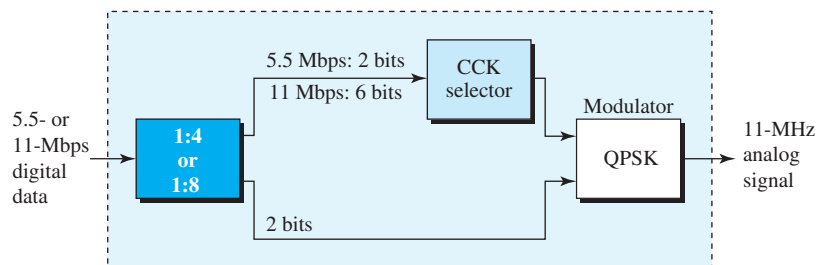 5.5- or
11-Mbps
digital
data
1:4
or
1:8
5.5 Mbps: 2 bits
11 Mbps: 6 bits
CCK
selector
2 bits
Modulator
QPSK
11-MHz
analog
signal